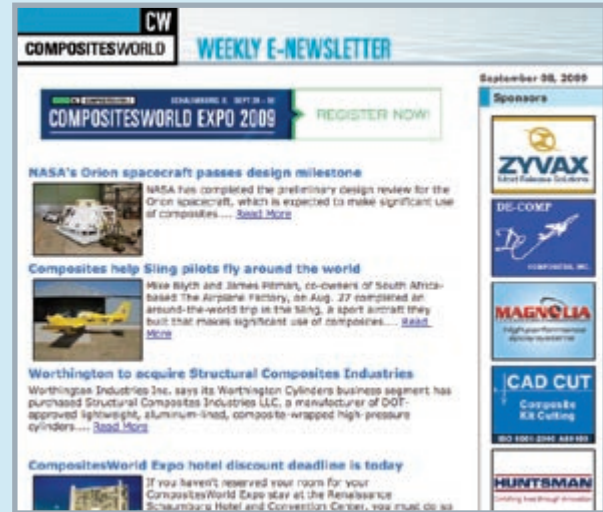 CW
COMPOSITESWORLD
WEEKLY E-NEWSLETTER
September 08, 2009
Sponsors
COMPOSITESWORLD EXPO 2009
REGISTER NOW!
NASA's Orion spacecraft passes design milestone
NASA has completed the preliminary design review for the
Orion spacecraft, which is expected to make significant use
of composites.... Read More
Composites help Sling pilots fly around the world
Mike Blyth and James Pitman, co-owners of South Africa-
based The Airplane Factory, on Aug. 27 completed an
around-the-world trip in the Sling, a sport aircraft they
built that makes significant use of composites.... Read
More
Worthington to acquire Structural Composites Industries
Worthington Industries Inc. says its Worthington Cylinders business segment has
purchased Structural Composites Industries LLC, a manufacturer of DOT-
approved lightweight, aluminum-lined, composite-wrapped high-pressure
cylinders.... Read More
CompositesWorld Expo hotel discount deadline is today
If you haven't reserved your room for your
CompositesWorld Expo stay at the Renaissance
Schaumburg Hotel and Convention Center, you must do so
ZYVAX
Mold Release Solutions
DE-COMP
COMPOSITES, INC.
MAGNOLIA
High performance
epoxy systems
CAD CUT
Composite
Kit Cutting
HUNTSMAN